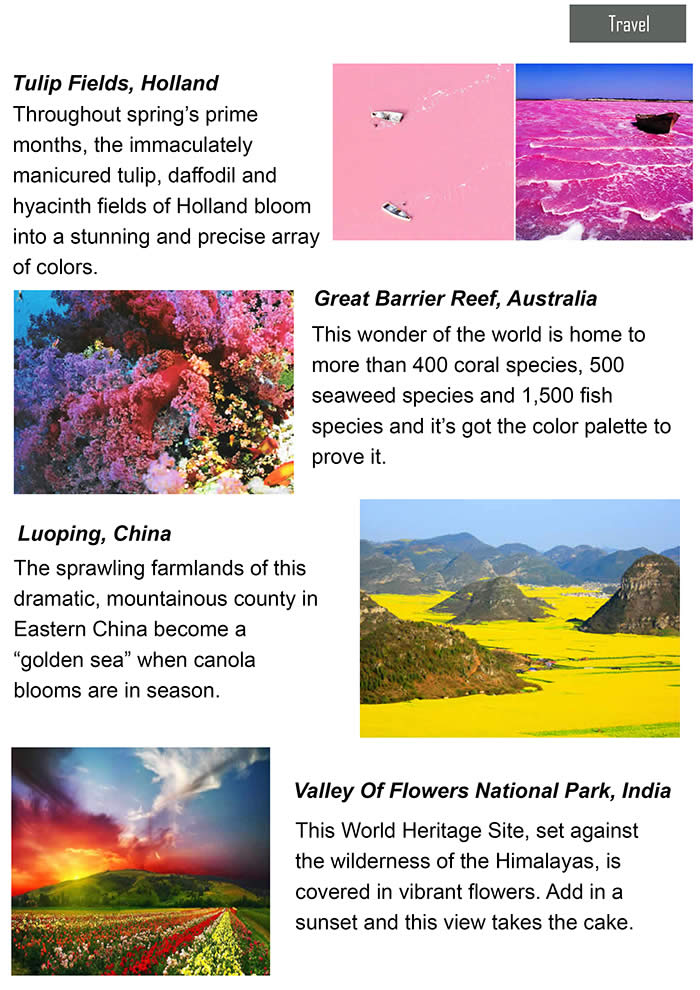 Travel
Tulip Fields, Holland
Throughout spring’s prime
months, the immaculately
manicured tulip, daffodil and
hyacinth fields of Holland bloom
into a stunning and precise array
of colors.
Great Barrier Reef, Australia
This wonder of the world is home to
more than 400 coral species, 500
seaweed species and 1,500 fish
species and it’s got the color palette to
prove it.
Luoping, China
The sprawling farmlands of this
dramatic, mountainous county in
Eastern China become a
“golden sea” when canola
blooms are in season.
Valley Of Flowers National Park, India
This World Heritage Site, set against
the wilderness of the Himalayas, is
covered in vibrant flowers. Add in a
sunset and this view takes the cake.